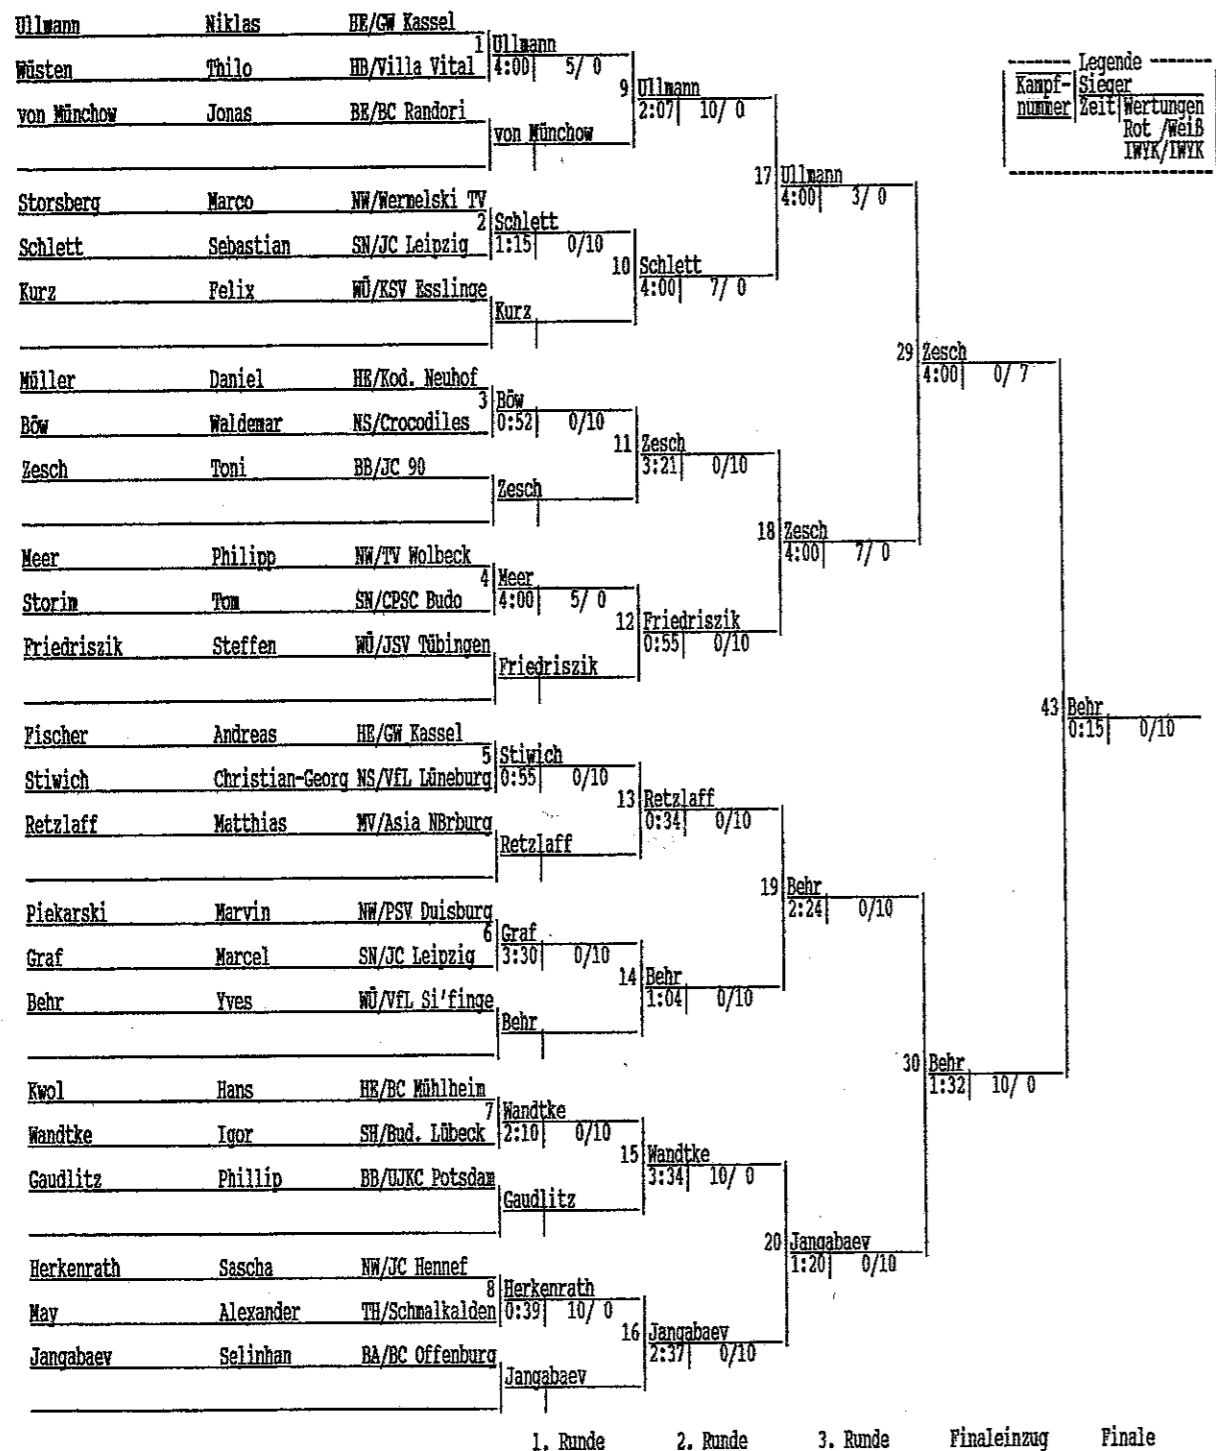 Ullmann Niklas HE/GW Kassel
1 Ullmann
------- Legende -------
Wüsten Thilo HB/Villa Vital 4:00 5/ 0
Kampf- Sieger
9 Ullmann
nummer Zeit Wertungen
von Münchow Jonas BE/BC Randori 2:07 10/ 0
Rot /Weiß
von Münchow
IWYK/IWYK
17 Ullmann
Storsberg Marco NW/Wermelski TV 4:00 3/ 0
2 Schlett
Schlett Sebastian SN/JC Leipzig 1:15 0/10
10 Schlett
Kurz Felix WÜ/KSV Esslinge 4:00 7/ 0
Kurz
29 Zesch
Müller Daniel HE/Kod. Neuhof 4:00 0/ 7
3 Böw
Böw Waldemar NS/Crocodiles 0:52 0/10
11 Zesch
Zesch Toni BB/JC 90 3:21 0/10
Zesch
18 Zesch
Meer Philipp NW/TV Wolbeck 4:00 7/ 0
4 Meer
Storim Tom SN/CPSC Budo 4:00 5/ 0
12 Friedriszik
Friedriszik Steffen WÜ/JSV Tübingen 0:55 0/10
Friedriszik
43 Behr
0:15 0/10
Fischer Andreas HE/GW Kassel
5 Stiwich
Stiwich Christian-Georg NS/VfL Lüneburg 0:55 0/10
13 Retzlaff
Retzlaff Matthias MV/Asia NBrburg 0:34 0/10
Retzlaff
19 Behr
Piekarski Marvin NW/PSV Duisburg 2:24 0/10
6 Graf
Graf Marcel SN/JC Leipzig 3:30 0/10
14 Behr
Behr Yves WÜ/VfL Si'finge 1:04 0/10
Behr
30 Behr
Kwol Hans HE/BC Mühlheim 1:32 10/ 0
7 Wandtke
Wandtke Igor SH/Bud. Lübeck 2:10 0/10
15 Wandtke
Gaudlitz Phillip BB/UJKC Potsdam 3:34 10/ 0
Gaudlitz
20 Jangabaev
Herkenrath Sascha NW/JC Hennef 1:20 0/10
8 Herkenrath
May Alexander TH/Schmalkalden 0:39 10/ 0
16 Jangabaev
Jangabaev Selinhan BA/BC Offenburg 2:37 0/10
Jangabaev
1. Runde 2. Runde 3. Runde Finaleinzug Finale